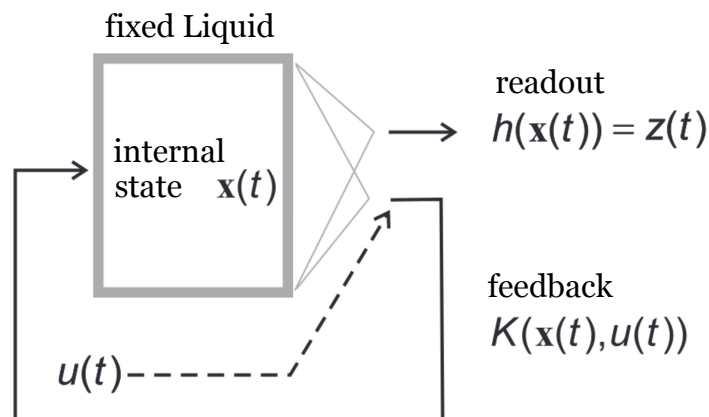 fixed Liquid
readout
h(x(t)) = z(t)
internal
state x(t)
feedback
K(x(t),u(t))
u(t)